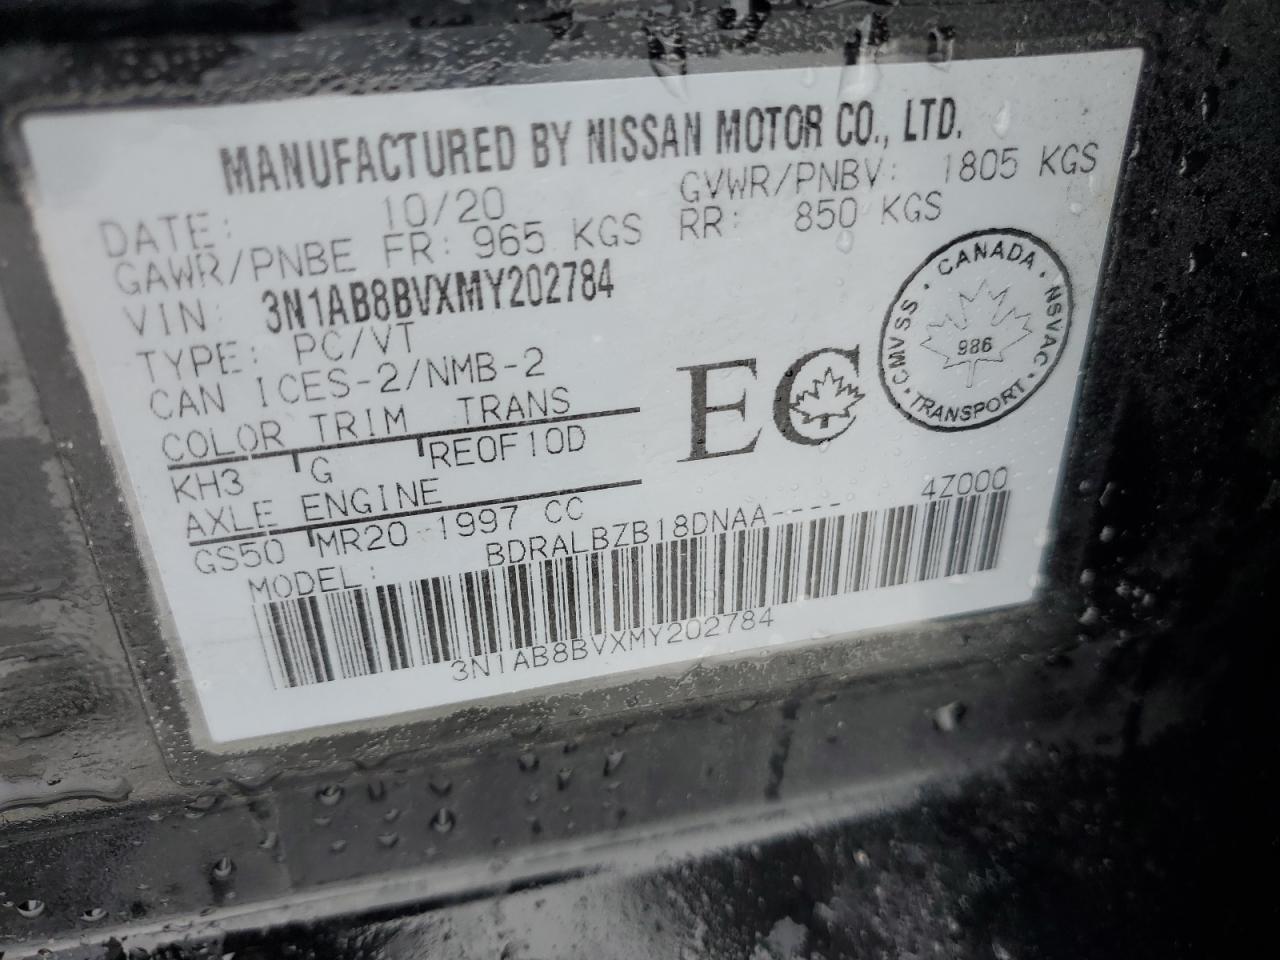 MANUFACTURED BY NISSAN MOTOR CO., LTD.
DATE: 10/20 GVWR/PNBV: 1805 KGS
GAWR/PNBE FR: 965 KGS RR: 850 KGS
VIN: 3N1AB8BVXMY202784
TYPE: PC/VT
CAN ICES-2/NMB-2
COLOR TRIM TRANS
KH3 G RE0F10D
AXLE ENGINE
GS50 MR20 1997 CC
MODEL: BDRALBZB18DNAA---- 4Z000
3N1AB8BVXMY202784
EC
CANADA · NSVAC · TRANSPORT · CMVSS ·
986